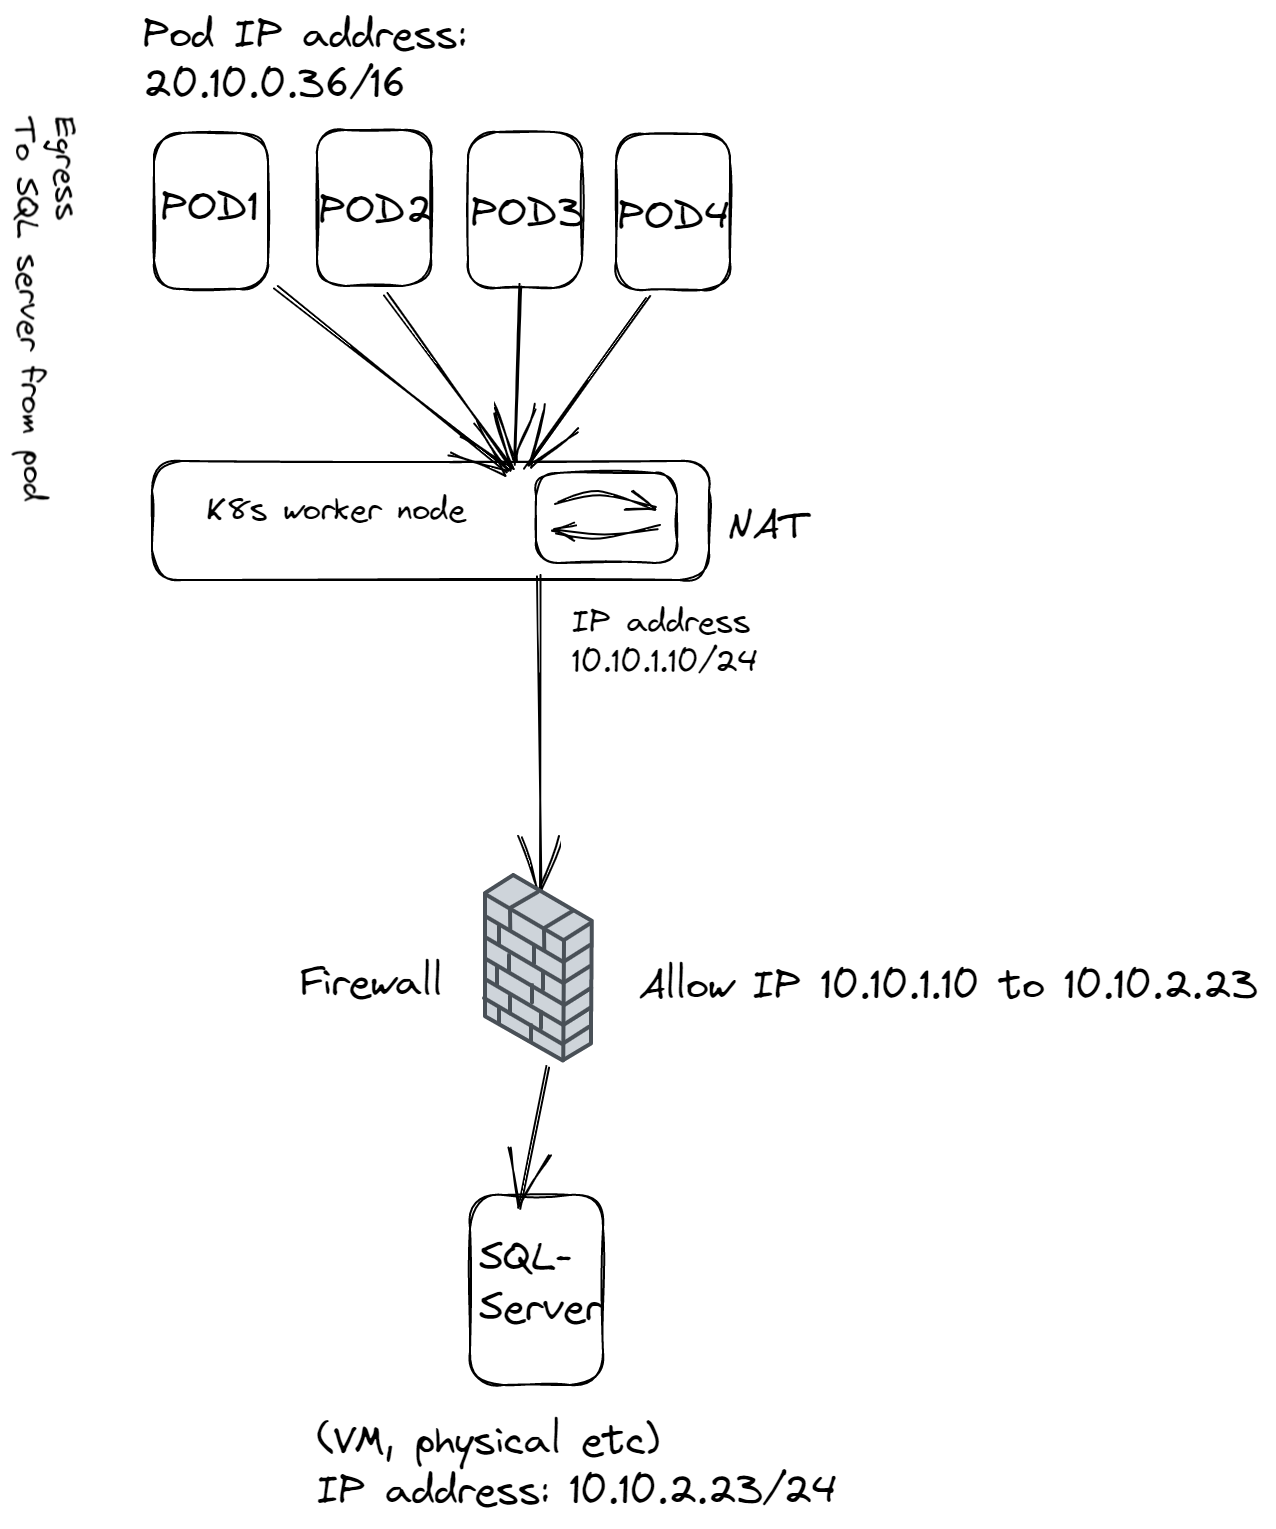 Pod IP address:
20.10.0.36/16
Egress
To SQL server from pod
POD1
POD2
POD3
POD4
K8s worker node
NAT
IP address
10.10.1.10/24
Firewall
Allow IP 10.10.1.10 to 10.10.2.23
SQL-
Server
(VM, physical etc)
IP address: 10.10.2.23/24